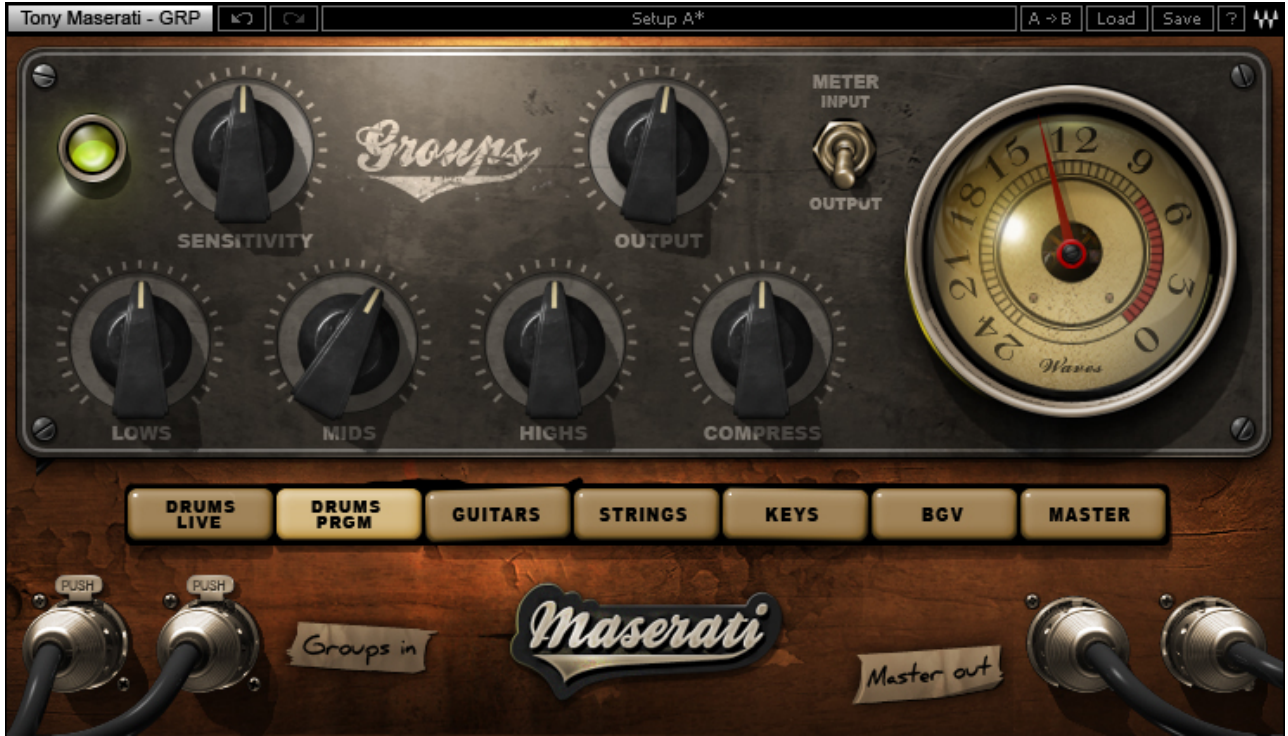 Tony Maserati - GRP
Setup A*
A->B
Load
Save
?
METER
INPUT
OUTPUT
Groups
SENSITIVITY
OUTPUT
LOWS
MIDS
HIGHS
COMPRESS
24 21 18 15 12 9 6 3 0
Waves
DRUMS
LIVE
DRUMS
PRGM
GUITARS
STRINGS
KEYS
BGV
MASTER
PUSH
PUSH
Groups in
Maserati
Master out